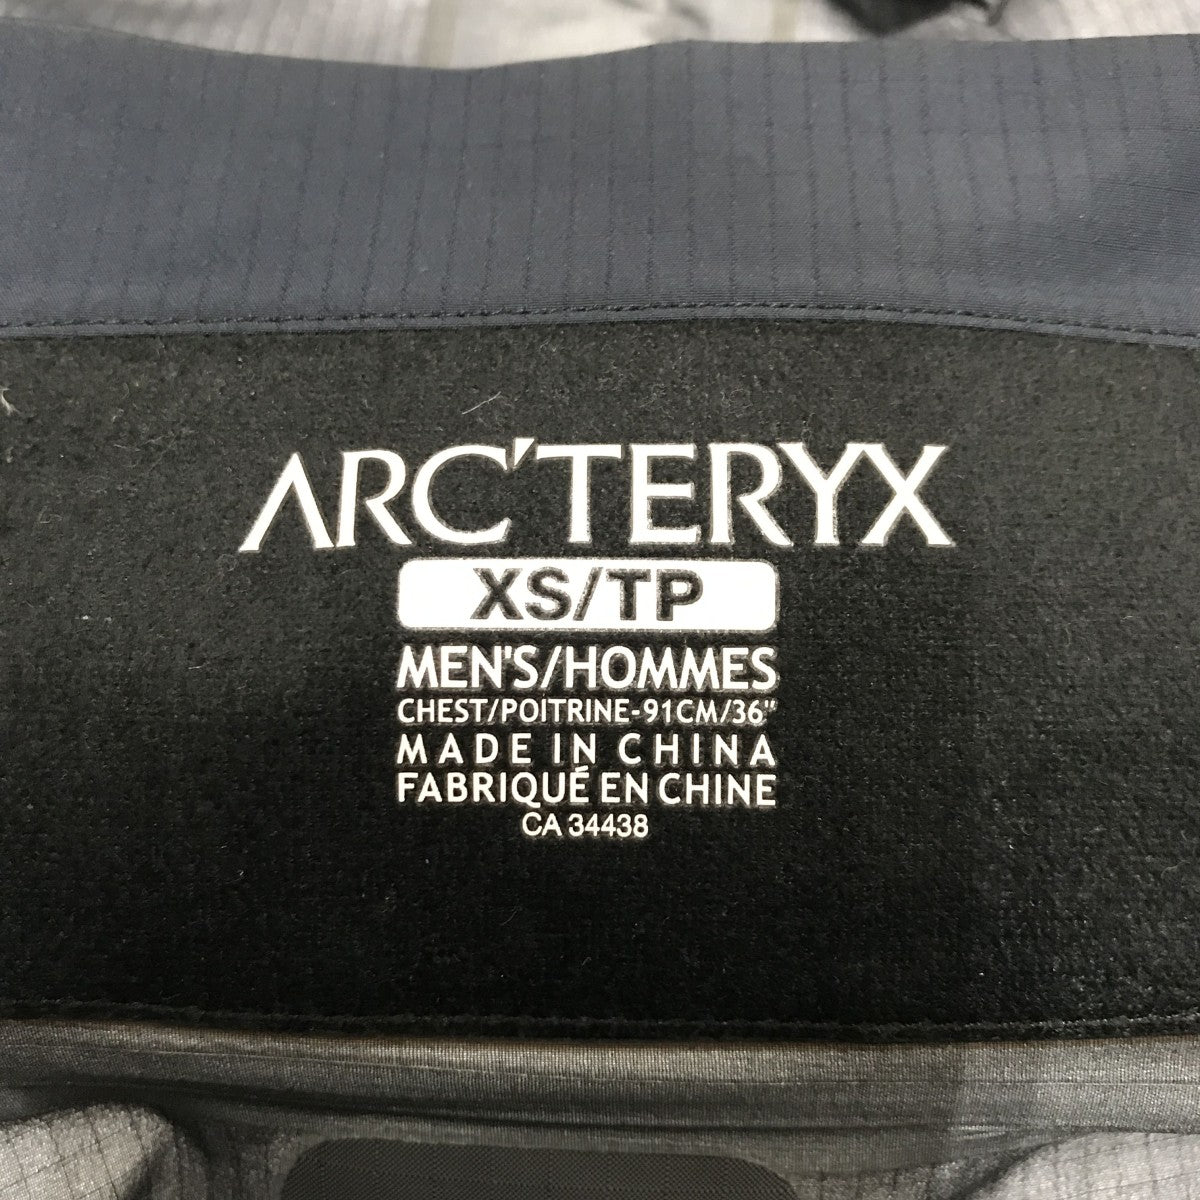 ARC'TERYX
XS/TP
MEN'S/HOMMES
CHEST/POITRINE-91CM/36"
MADE IN CHINA
FABRIQUÉ EN CHINE
CA 34438